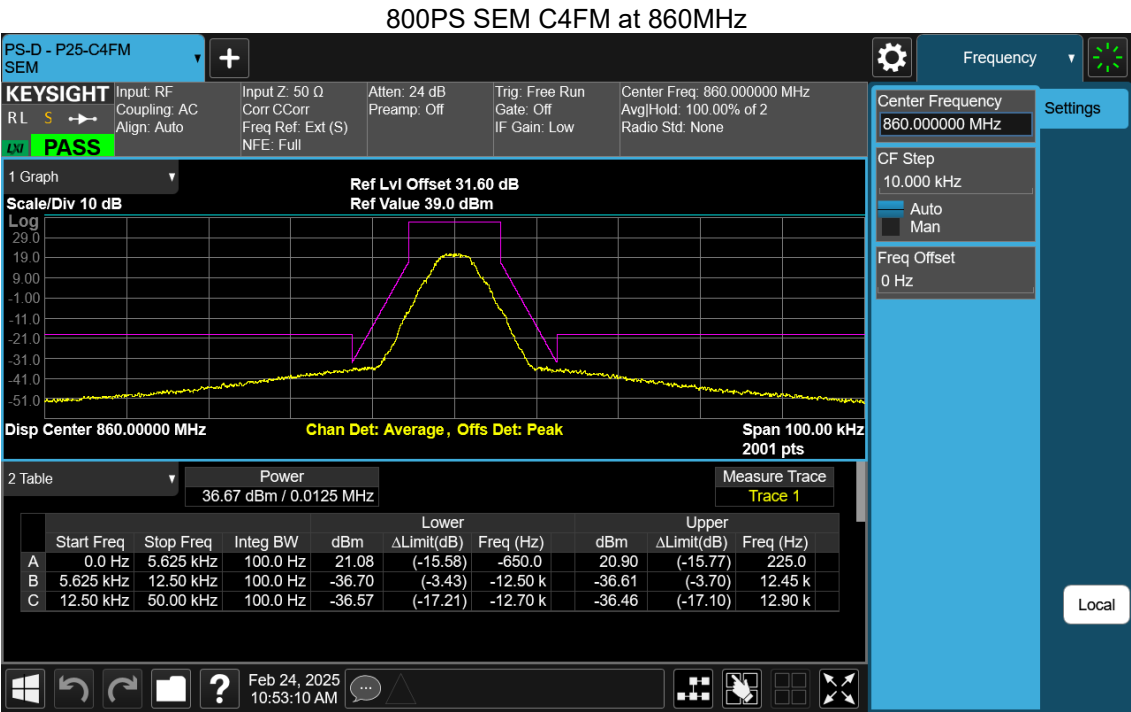 800PS SEM C4FM at 860MHz
PS-D - P25-C4FM
SEM
+
Frequency
KEYSIGHT
RL S
LXI PASS
Input: RF
Coupling: AC
Align: Auto
Input Z: 50 Ω
Corr CCorr
Freq Ref: Ext (S)
NFE: Full
Atten: 24 dB
Preamp: Off
Trig: Free Run
Gate: Off
IF Gain: Low
Center Freq: 860.000000 MHz
Avg|Hold: 100.00% of 2
Radio Std: None
Center Frequency
860.000000 MHz
Settings
CF Step
10.000 kHz
Auto
Man
Freq Offset
0 Hz
1 Graph
Ref Lvl Offset 31.60 dB
Scale/Div 10 dB
Ref Value 39.0 dBm
Log
29.0
19.0
9.00
-1.00
-11.0
-21.0
-31.0
-41.0
-51.0
Disp Center 860.00000 MHz
Chan Det: Average , Offs Det: Peak
Span 100.00 kHz
2001 pts
2 Table
Power
36.67 dBm / 0.0125 MHz
Measure Trace
Trace 1
Lower Upper
Start Freq Stop Freq Integ BW dBm ΔLimit(dB) Freq (Hz) dBm ΔLimit(dB) Freq (Hz)
A 0.0 Hz 5.625 kHz 100.0 Hz 21.08 (-15.58) -650.0 20.90 (-15.77) 225.0
B 5.625 kHz 12.50 kHz 100.0 Hz -36.70 (-3.43) -12.50 k -36.61 (-3.70) 12.45 k
C 12.50 kHz 50.00 kHz 100.0 Hz -36.57 (-17.21) -12.70 k -36.46 (-17.10) 12.90 k
Local
?
Feb 24, 2025
10:53:10 AM